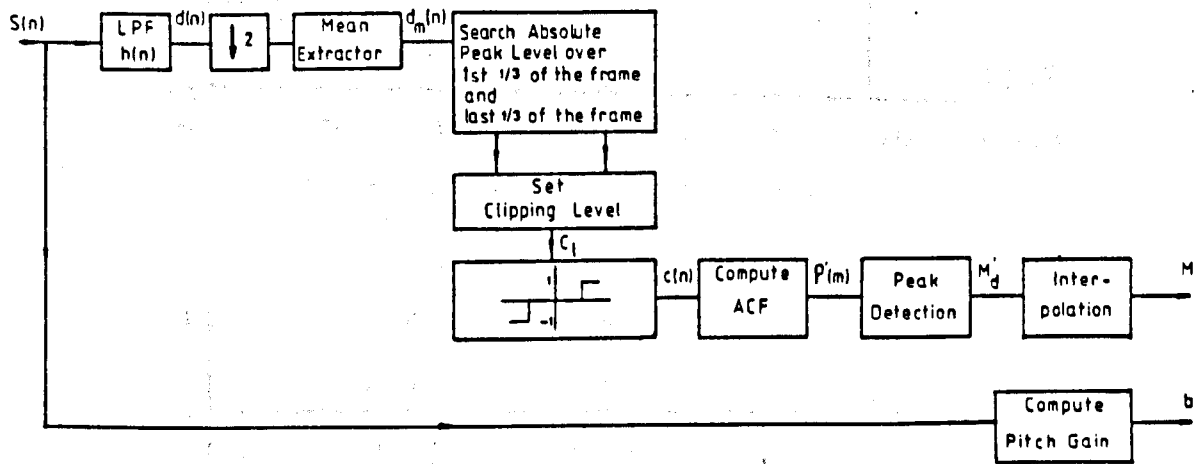 S(n)
LPF
h(n)
d(n)
↓ 2
Mean
Extractor
d_m(n)
Search Absolute
Peak Level over
1st 1/3 of the frame
and
last 1/3 of the frame
Set
Clipping Level
C_l
1
-1
c(n)
Compute
ACF
ρ'(m)
Peak
Detection
M'_d
Inter-
polation
M
Compute
Pitch Gain
b